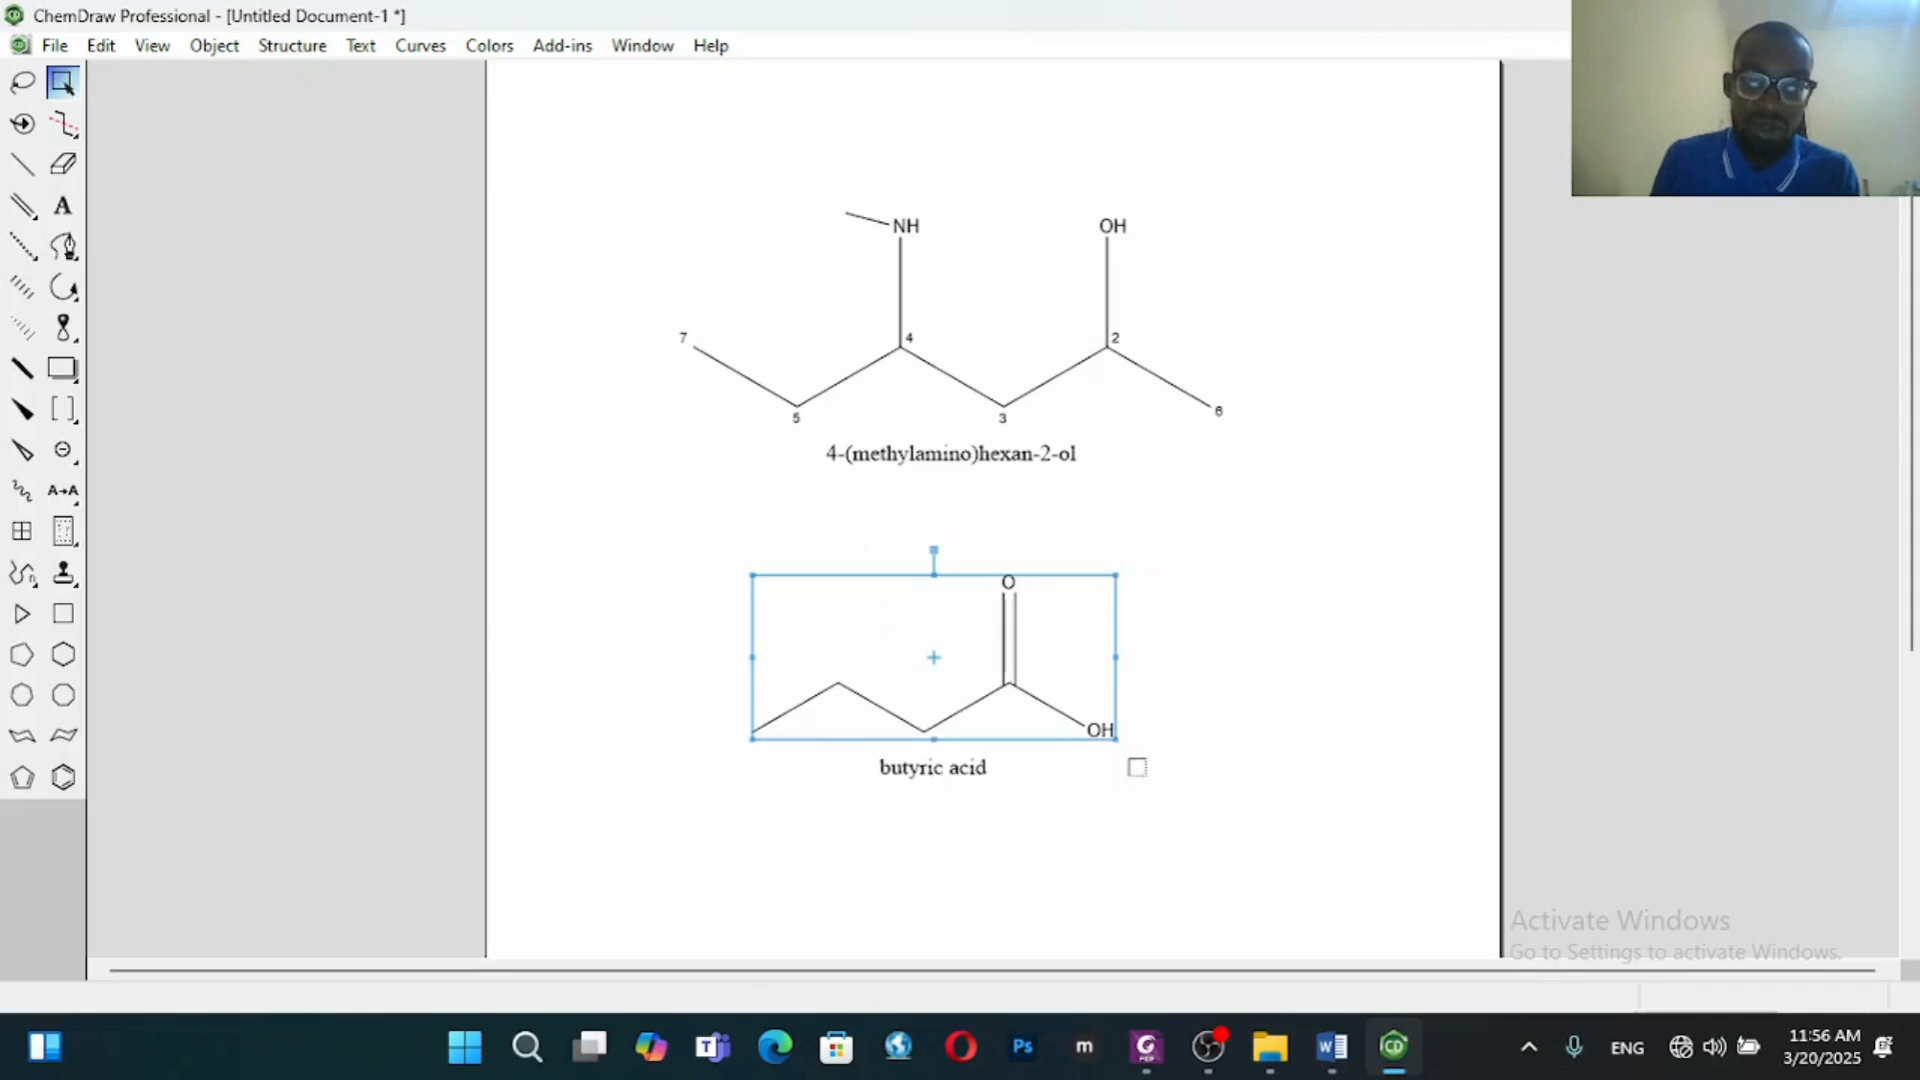 ChemDraw Professional - [Untitled Document-1 *]
File Edit View Object Structure Text Curves Colors Add-ins Window Help
A
A→A
NH OH
7 4 2
5 3 6
4-(methylamino)hexan-2-ol
O
OH
butyric acid
Activate Windows
Go to Settings to activate Windows.
Ps m ENG 11:56 AM
3/20/2025